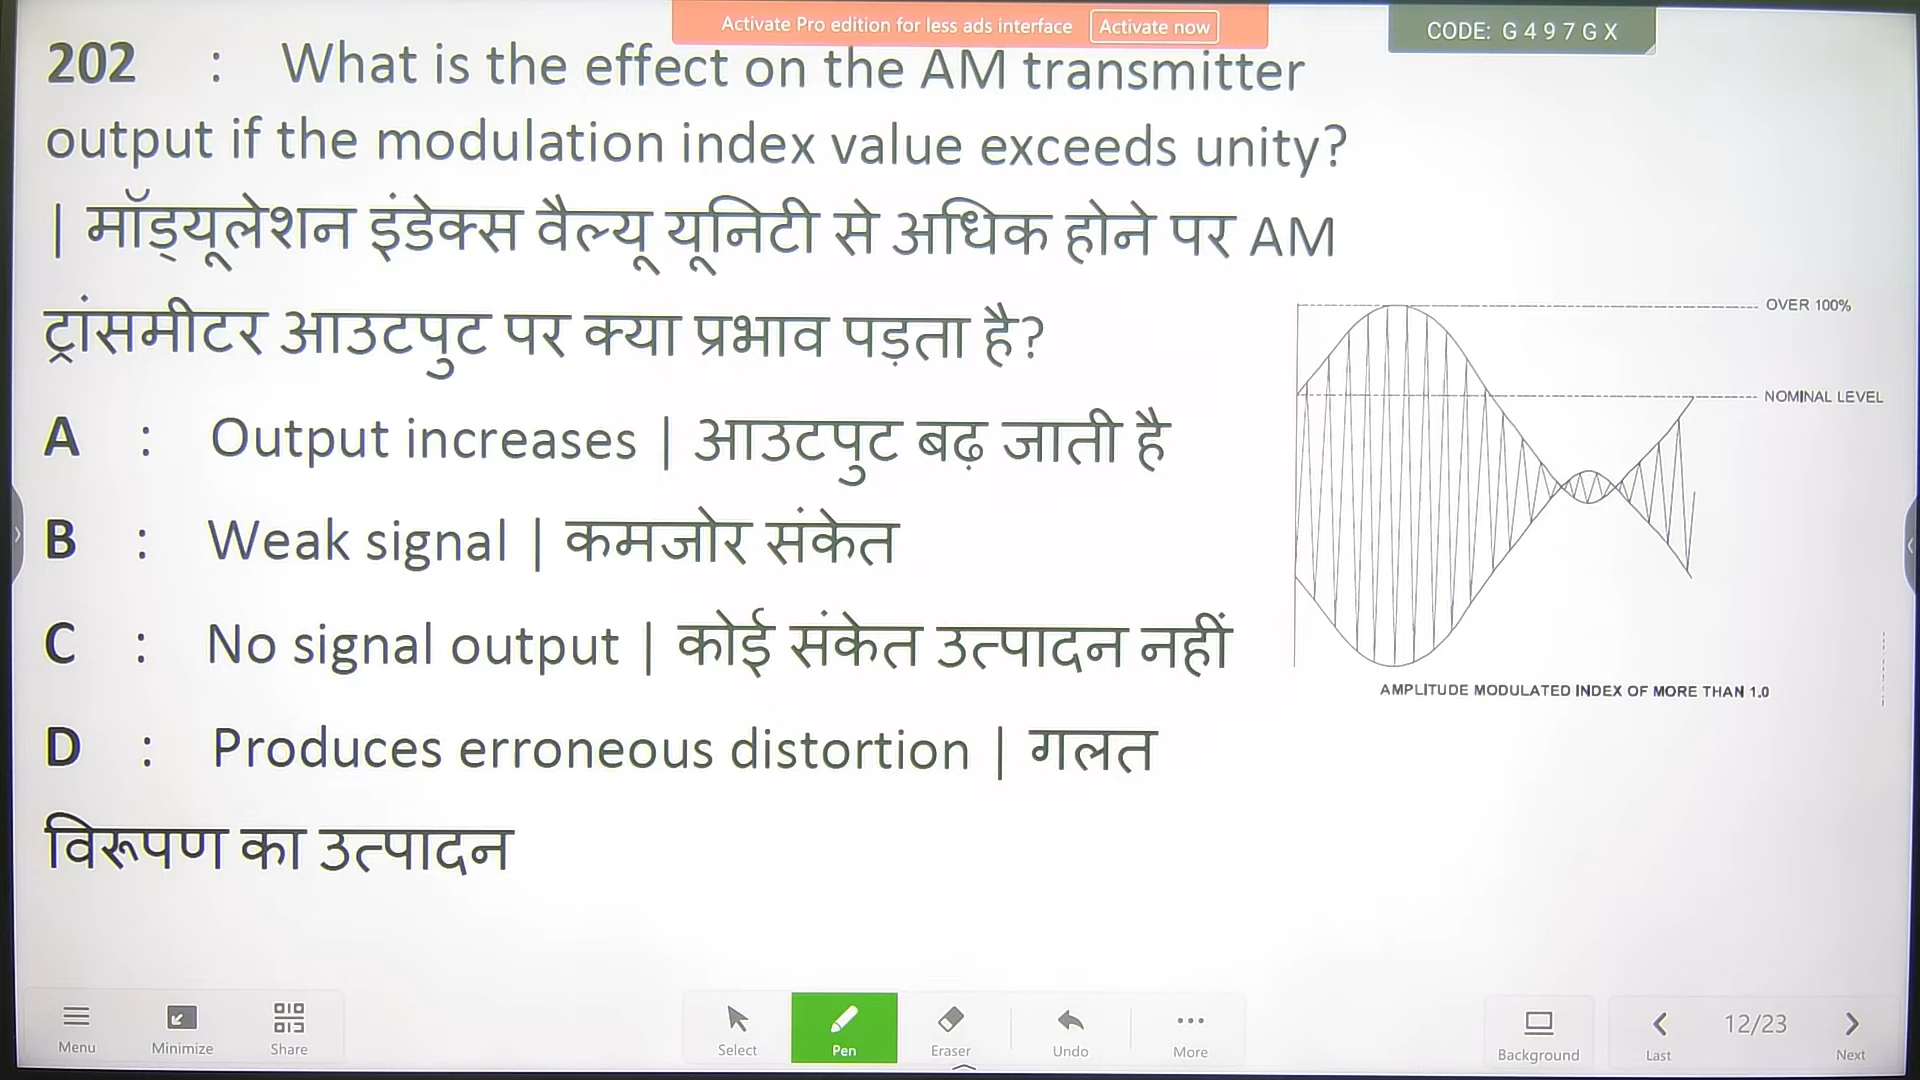 Activate Pro edition for less ads interface Activate now
CODE: G 4 9 7 G X
202 : What is the effect on the AM transmitter
output if the modulation index value exceeds unity?
| मॉड्यूलेशन इंडेक्स वैल्यू यूनिटी से अधिक होने पर AM
ट्रांसमीटर आउटपुट पर क्या प्रभाव पड़ता है?
A : Output increases | आउटपुट बढ़ जाती है
B : Weak signal | कमजोर संकेत
C : No signal output | कोई संकेत उत्पादन नहीं
D : Produces erroneous distortion | गलत
विरूपण का उत्पादन
OVER 100%
NOMINAL LEVEL
AMPLITUDE MODULATED INDEX OF MORE THAN 1.0
Menu Minimize Share Select Pen Eraser Undo More Background Last 12/23 Next